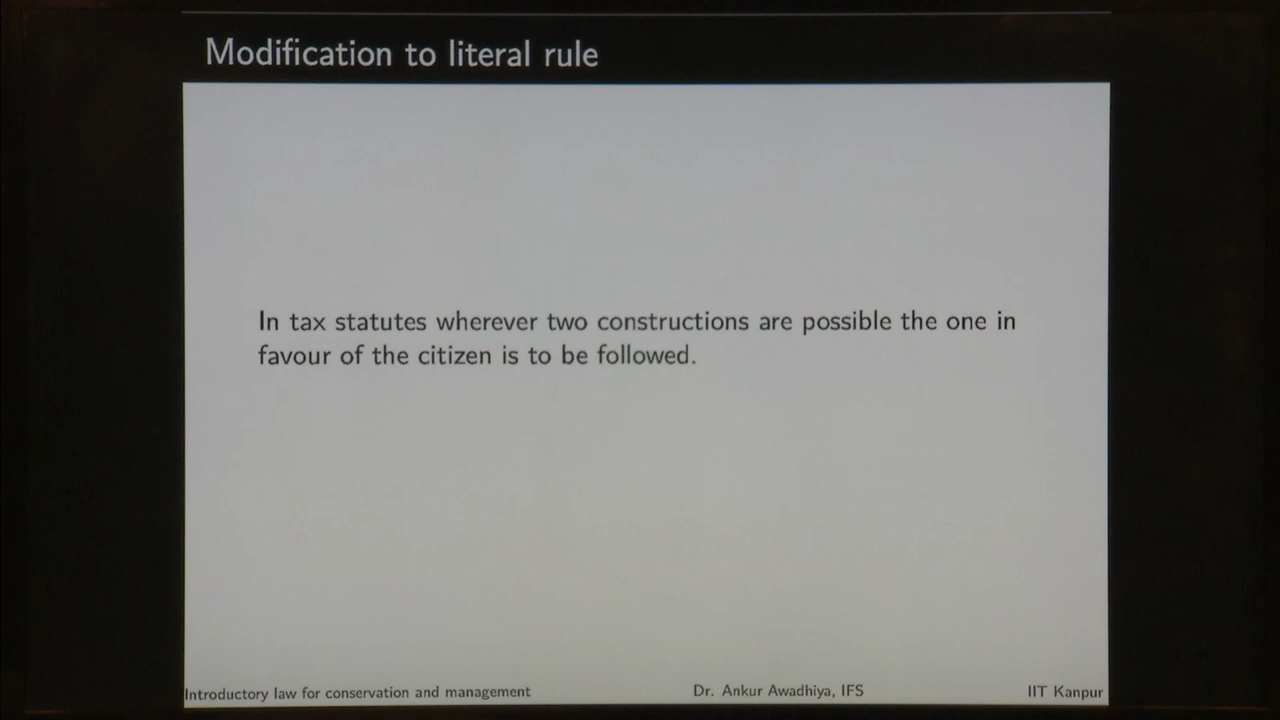 Modification to literal rule
In tax statutes wherever two constructions are possible the one in
favour of the citizen is to be followed.
Introductory law for conservation and management Dr. Ankur Awadhiya, IFS IIT Kanpur